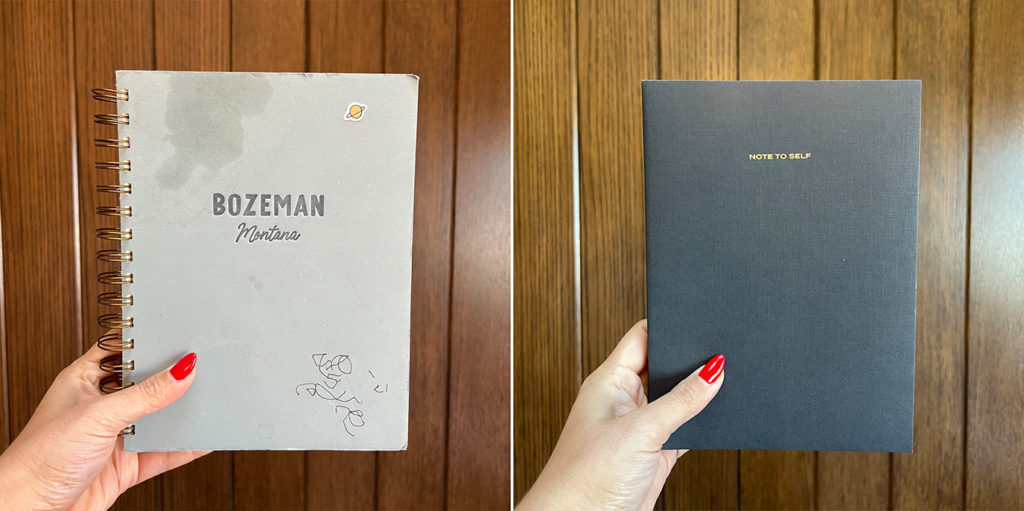 BOZEMAN
Montana
NOTE TO SELF